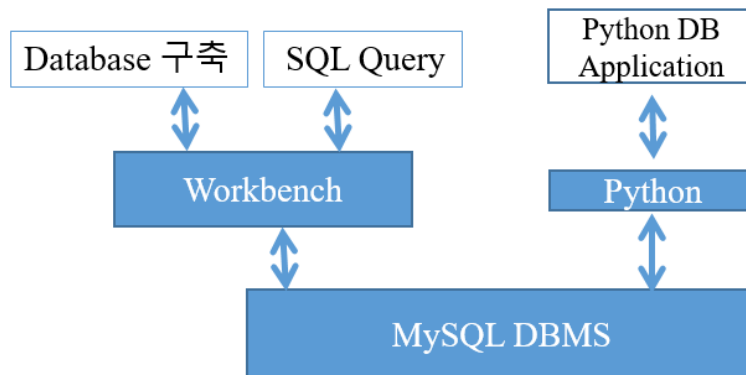 Database 구축
SQL Query
Python DB
Application
Workbench
Python
MySQL DBMS